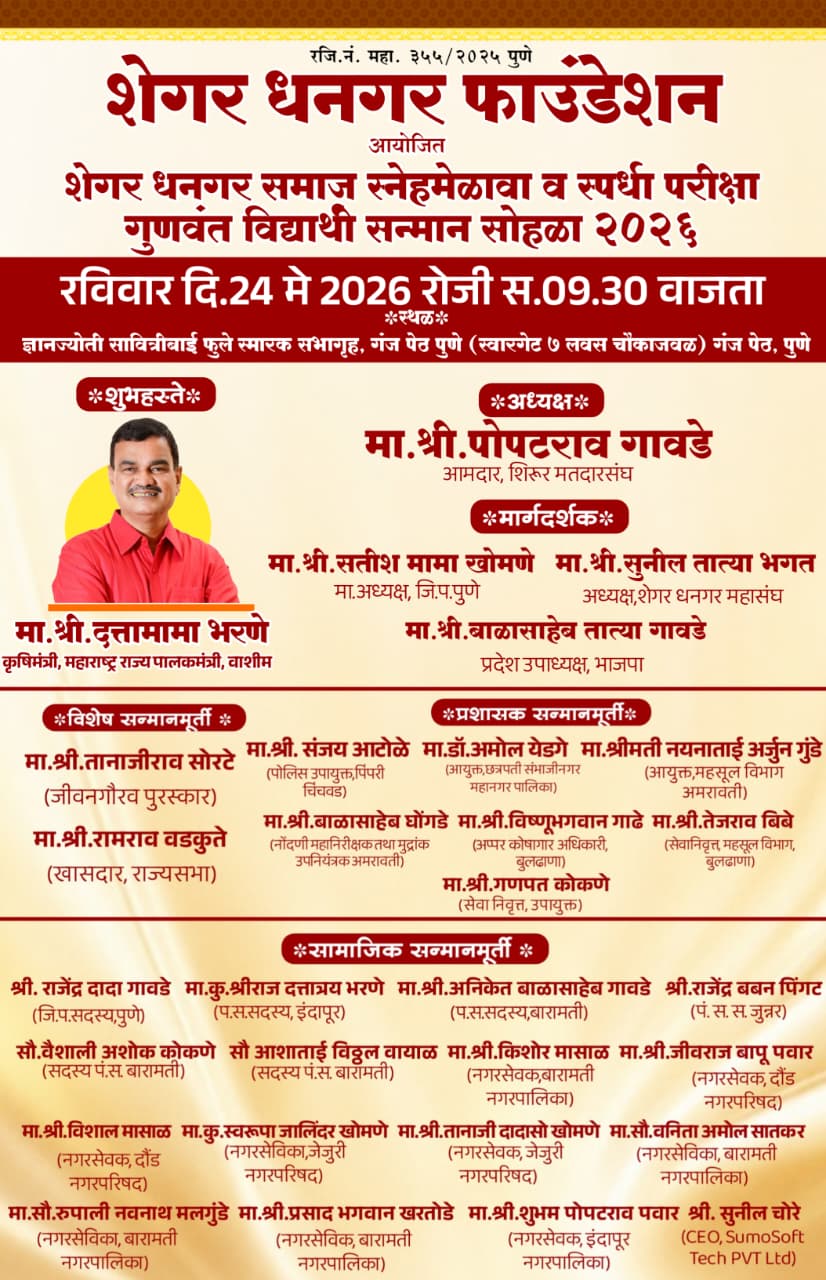 रजि.नं. महा. ३५५/२०२५ पुणे
शेगर धनगर फाउंडेशन
आयोजित
शेगर धनगर समाज स्नेहमेळावा व स्पर्धा परीक्षा
गुणवंत विद्यार्थी सन्मान सोहळा २०२६
रविवार दि.24 मे 2026 रोजी स.09.30 वाजता
*स्थळ*
ज्ञानज्योती सावित्रीबाई फुले स्मारक सभागृह, गंज पेठ पुणे (स्वारगेट ७ लवस चौकाजवळ) गंज पेठ, पुणे
*शुभहस्ते*
मा.श्री.दत्तामामा भरणे
कृषिमंत्री, महाराष्ट्र राज्य पालकमंत्री, वाशीम
*अध्यक्ष*
मा.श्री.पोपटराव गावडे
आमदार, शिरूर मतदारसंघ
*मार्गदर्शक*
मा.श्री.सतीश मामा खोमणे मा.श्री.सुनील तात्या भगत
मा.अध्यक्ष, जि.प.पुणे अध्यक्ष,शेगर धनगर महासंघ
मा.श्री.बाळासाहेब तात्या गावडे
प्रदेश उपाध्यक्ष, भाजपा
*विशेष सन्मानमूर्ती *
मा.श्री.तानाजीराव सोरटे
(जीवनगौरव पुरस्कार)
मा.श्री.रामराव वडकुते
(खासदार, राज्यसभा)
*प्रशासक सन्मानमूर्ती*
मा.श्री. संजय आटोळे मा.डॉ.अमोल येडगे मा.श्रीमती नयनाताई अर्जुन गुंडे
(पोलिस उपायुक्त,पिंपरी (आयुक्त,छत्रपती संभाजीनगर (आयुक्त,महसूल विभाग
चिंचवड) महानगर पालिका) अमरावती)
मा.श्री.बाळासाहेब घोंगडे मा.श्री.विष्णूभगवान गाढे मा.श्री.तेजराव बिबे
(नोंदणी महानिरीक्षक तथा मुद्रांक (अप्पर कोषागार अधिकारी, (सेवानिवृत्त, महसूल विभाग,
उपनियंत्रक अमरावती) बुलढाणा) बुलढाणा)
मा.श्री.गणपत कोकणे
(सेवा निवृत्त, उपायुक्त)
*सामाजिक सन्मानमूर्ती *
श्री. राजेंद्र दादा गावडे मा.कु.श्रीराज दत्तात्रय भरणे मा.श्री.अनिकेत बाळासाहेब गावडे श्री.राजेंद्र बबन पिंगट
(जि.प.सदस्य,पुणे) (प.स.सदस्य, इंदापूर) (प.स.सदस्य,बारामती) (पं. स. स. जुन्नर)
सौ.वैशाली अशोक कोकणे सौ आशाताई विठ्ठल वायाळ मा.श्री.किशोर मासाळ मा.श्री.जीवराज बापू पवार
(सदस्य पं.स. बारामती) (सदस्य पं.स. बारामती) (नगरसेवक,बारामती (नगरसेवक, दौंड
नगरपालिका) नगरपरिषद)
मा.श्री.विशाल मासाळ मा.कु.स्वरूपा जालिंदर खोमणे मा.श्री.तानाजी दादासो खोमणे मा.सौ.वनिता अमोल सातकर
(नगरसेवक, दौंड (नगरसेविका,जेजुरी (नगरसेवक, जेजुरी (नगरसेविका, बारामती
नगरपरिषद) नगरपरिषद) नगरपरिषद) नगरपालिका)
मा.सौ.रुपाली नवनाथ मलगुंडे मा.श्री.प्रसाद भगवान खरतोडे मा.श्री.शुभम पोपटराव पवार श्री. सुनील चोरे
(नगरसेविका, बारामती (नगरसेविक, बारामती (नगरसेवक, इंदापूर (CEO, SumoSoft
नगरपालिका) नगरपालिका) नगरपालिका) Tech PVT Ltd)